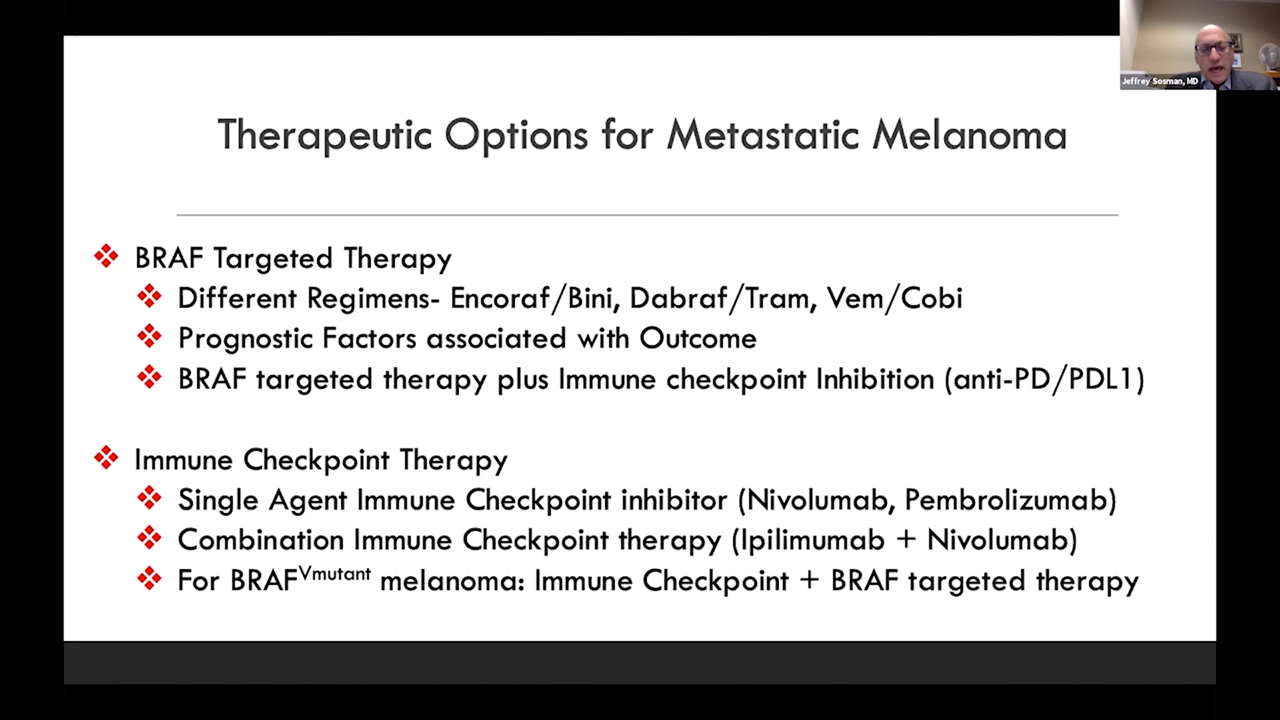 Jeffrey Sosman, MD
Therapeutic Options for Metastatic Melanoma
BRAF Targeted Therapy
Different Regimens- Encoraf/Bini, Dabraf/Tram, Vem/Cobi
Prognostic Factors associated with Outcome
BRAF targeted therapy plus Immune checkpoint Inhibition (anti-PD/PDL1)
Immune Checkpoint Therapy
Single Agent Immune Checkpoint inhibitor (Nivolumab, Pembrolizumab)
Combination Immune Checkpoint therapy (Ipilimumab + Nivolumab)
For BRAFVmutant melanoma: Immune Checkpoint + BRAF targeted therapy